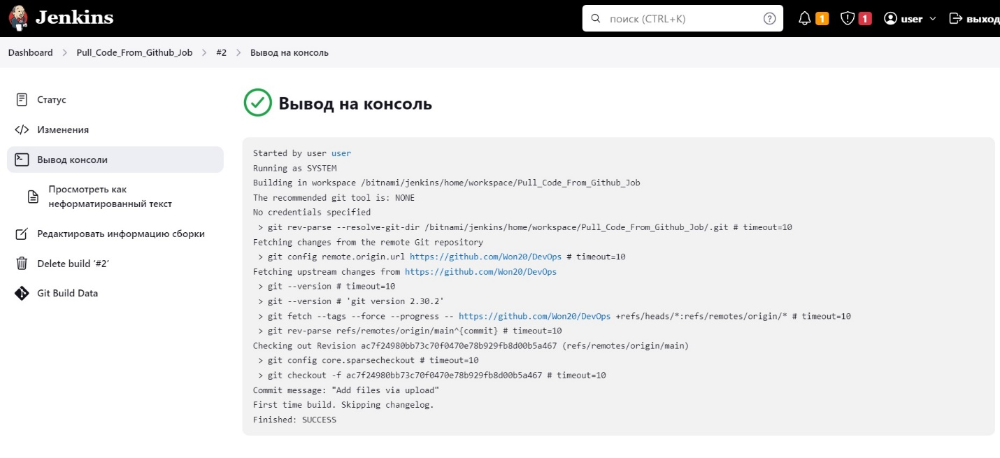 Jenkins
поиск (CTRL+K)
1
1
user
выход
Dashboard > Pull_Code_From_Github_Job > #2 > Вывод на консоль
Статус
Изменения
Вывод консоли
Просмотреть как
неформатированный текст
Редактировать информацию сборки
Delete build ‘#2’
Git Build Data
Вывод на консоль
Started by user user
Running as SYSTEM
Building in workspace /bitnami/jenkins/home/workspace/Pull_Code_From_Github_Job
The recommended git tool is: NONE
No credentials specified
> git rev-parse --resolve-git-dir /bitnami/jenkins/home/workspace/Pull_Code_From_Github_Job/.git # timeout=10
Fetching changes from the remote Git repository
> git config remote.origin.url https://github.com/Won20/DevOps # timeout=10
Fetching upstream changes from https://github.com/Won20/DevOps
> git --version # timeout=10
> git --version # 'git version 2.30.2'
> git fetch --tags --force --progress -- https://github.com/Won20/DevOps +refs/heads/*:refs/remotes/origin/* # timeout=10
> git rev-parse refs/remotes/origin/main^{commit} # timeout=10
Checking out Revision ac7f24980bb73c70f0470e78b929fb8d00b5a467 (refs/remotes/origin/main)
> git config core.sparsecheckout # timeout=10
> git checkout -f ac7f24980bb73c70f0470e78b929fb8d00b5a467 # timeout=10
Commit message: "Add files via upload"
First time build. Skipping changelog.
Finished: SUCCESS